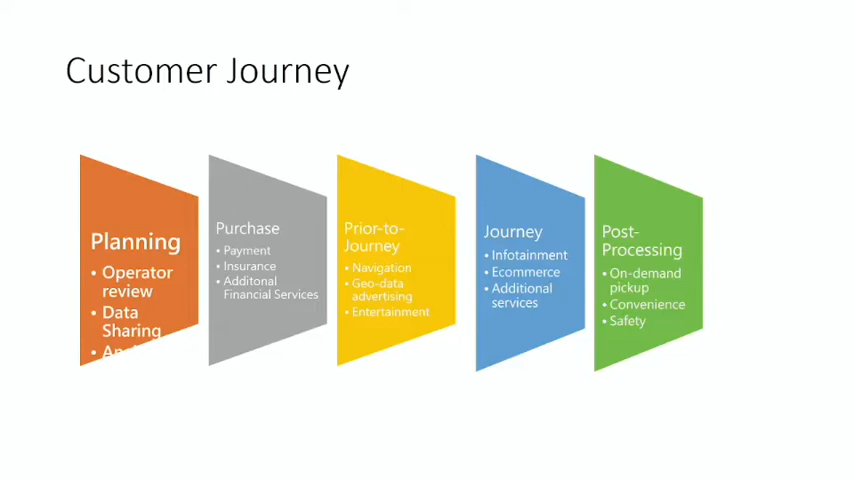 Customer Journey
Planning
• Operator
review
• Data
Sharing
Purchase
• Payment
• Insurance
• Additonal
Financial Services
Prior-to-
Journey
• Navigation
• Geo-data
advertising
• Entertainment
Journey
• Infotainment
• Ecommerce
• Additional
services
Post-
Processing
• On-demand
pickup
• Convenience
• Safety